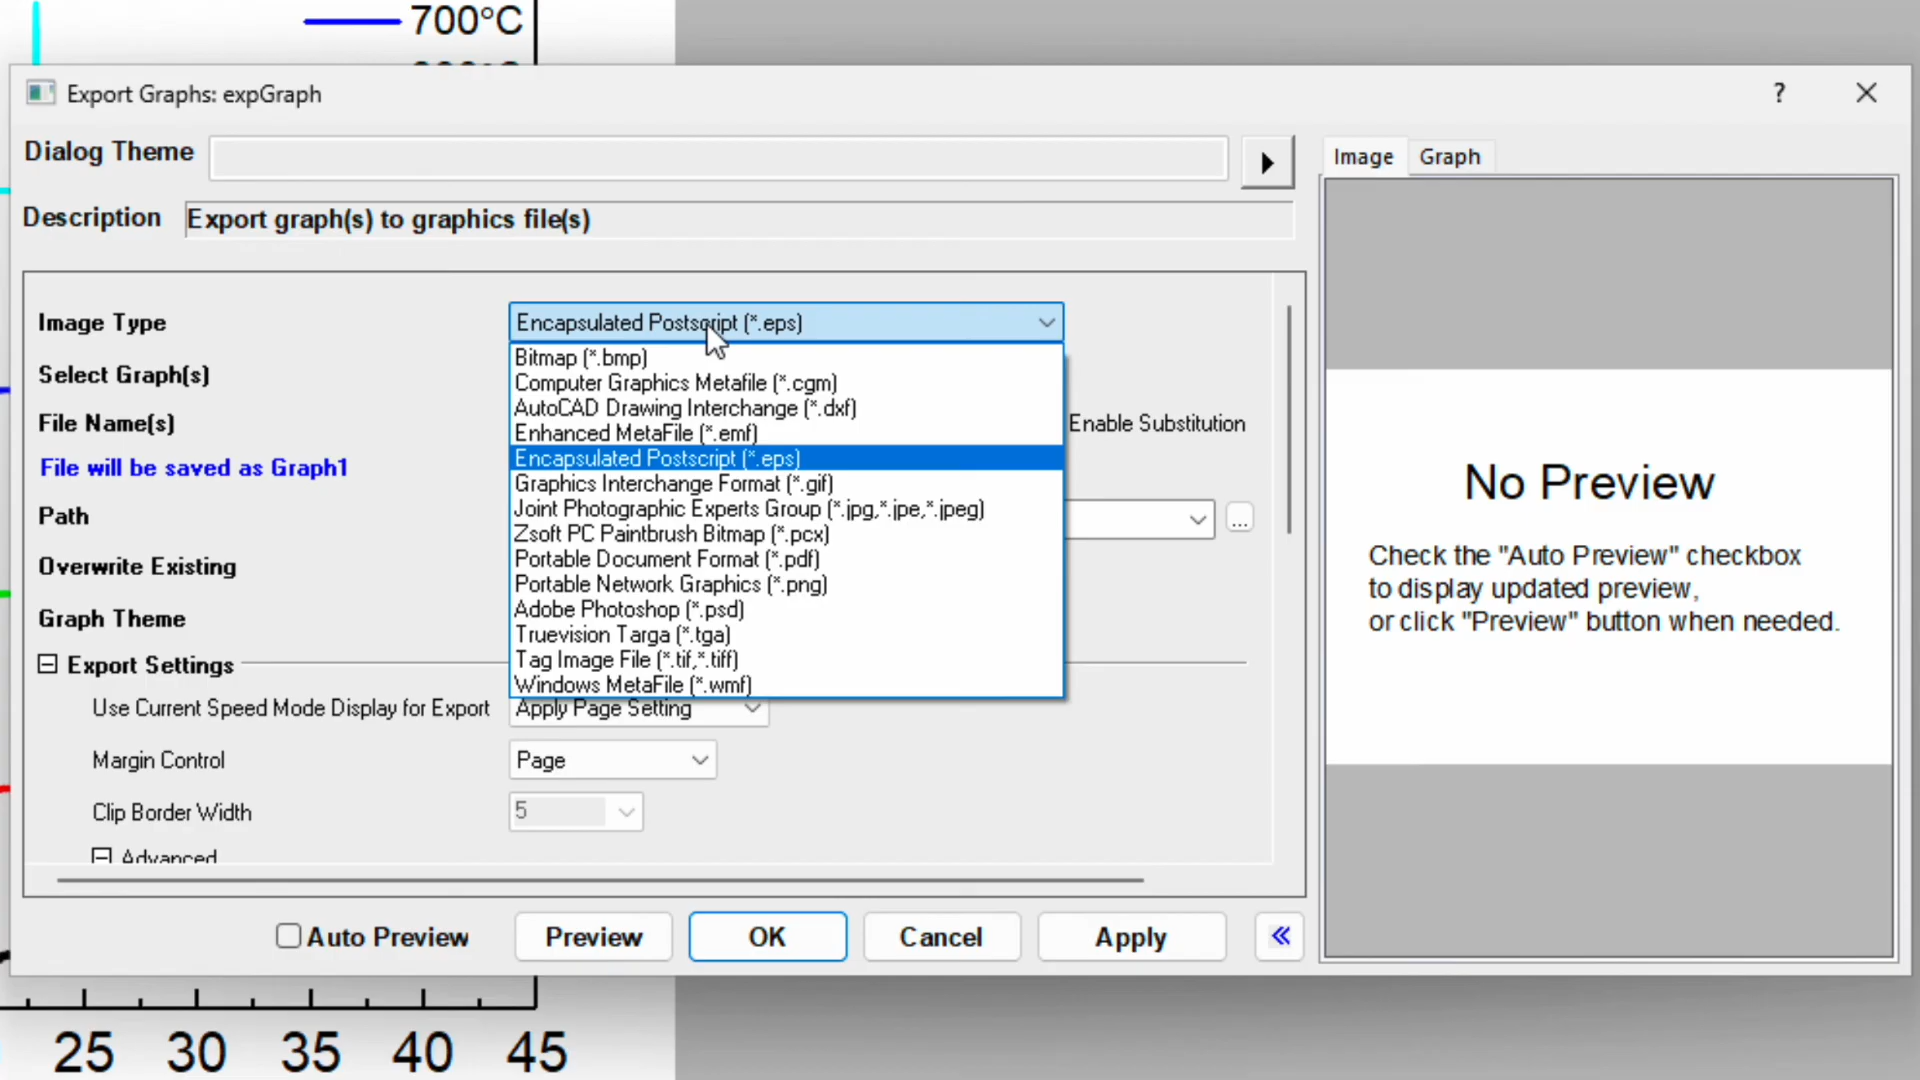 700°C
Export Graphs: expGraph
?
Dialog Theme
Image Graph
Description Export graph(s) to graphics file(s)
Image Type Encapsulated Postscript (*.eps)
Bitmap (*.bmp)
Computer Graphics Metafile (*.cgm)
Select Graph(s)
AutoCAD Drawing Interchange (*.dxf)
File Name(s) Enable Substitution
Enhanced MetaFile (*.emf)
Encapsulated Postscript (*.eps)
File will be saved as Graph1
Graphics Interchange Format (*.gif)
Joint Photographic Experts Group (*.jpg,*.jpe,*.jpeg)
Path ...
Zsoft PC Paintbrush Bitmap (*.pcx)
Portable Document Format (*.pdf)
Overwrite Existing
Portable Network Graphics (*.png)
Adobe Photoshop (*.psd)
Graph Theme
Truevision Targa (*.tga)
Tag Image File (*.tif,*.tiff)
Export Settings
Windows MetaFile (*.wmf)
Use Current Speed Mode Display for Export Apply Page Setting
Margin Control Page
Clip Border Width 5
Advanced
No Preview
Check the "Auto Preview" checkbox
to display updated preview,
or click "Preview" button when needed.
Auto Preview Preview OK Cancel Apply «
25 30 35 40 45